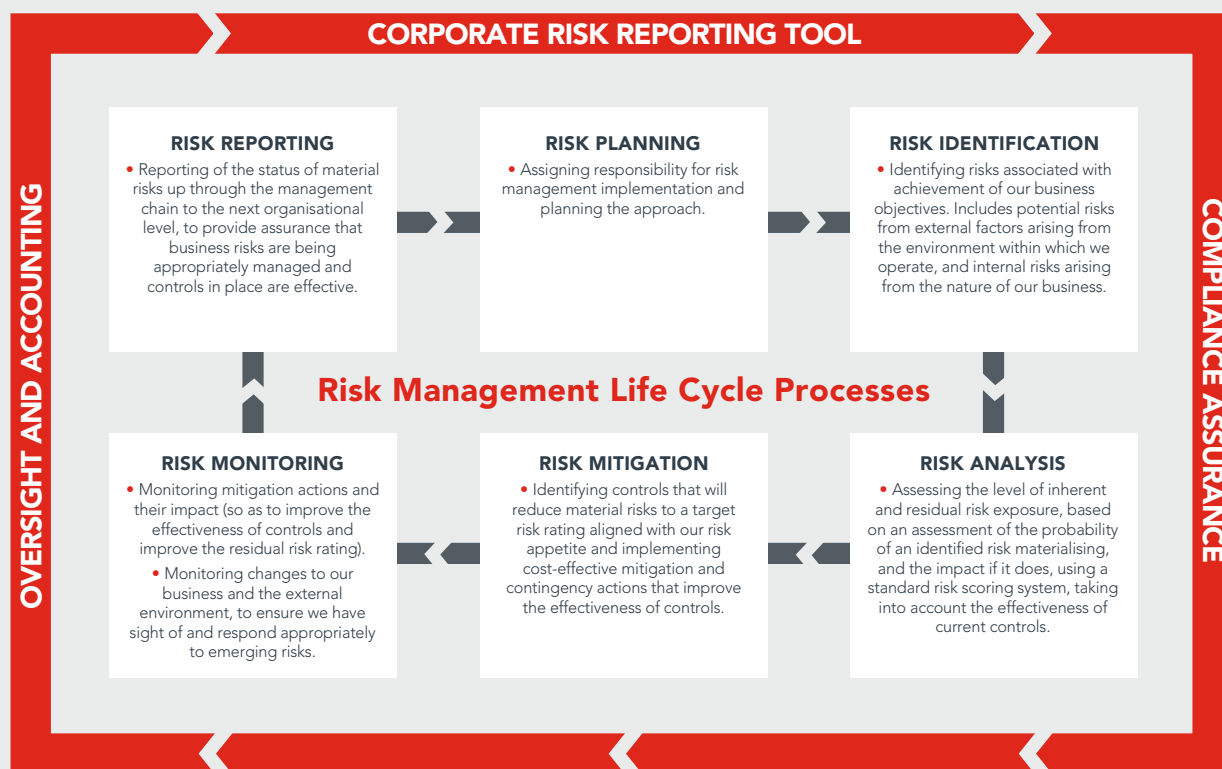 CORPORATE RISK REPORTING TOOL
OVERSIGHT AND ACCOUNTING
COMPLIANCE ASSURANCE
RISK REPORTING
• Reporting of the status of material
risks up through the management
chain to the next organisational
level, to provide assurance that
business risks are being
appropriately managed and
controls in place are effective.
RISK PLANNING
• Assigning responsibility for risk
management implementation and
planning the approach.
RISK IDENTIFICATION
• Identifying risks associated with
achievement of our business
objectives. Includes potential risks
from external factors arising from
the environment within which we
operate, and internal risks arising
from the nature of our business.
Risk Management Life Cycle Processes
RISK MONITORING
• Monitoring mitigation actions and
their impact (so as to improve the
effectiveness of controls and
improve the residual risk rating).
• Monitoring changes to our
business and the external
environment, to ensure we have
sight of and respond appropriately
to emerging risks.
RISK MITIGATION
• Identifying controls that will
reduce material risks to a target
risk rating aligned with our risk
appetite and implementing
cost-effective mitigation and
contingency actions that improve
the effectiveness of controls.
RISK ANALYSIS
• Assessing the level of inherent
and residual risk exposure, based
on an assessment of the probability
of an identified risk materialising,
and the impact if it does, using a
standard risk scoring system, taking
into account the effectiveness of
current controls.